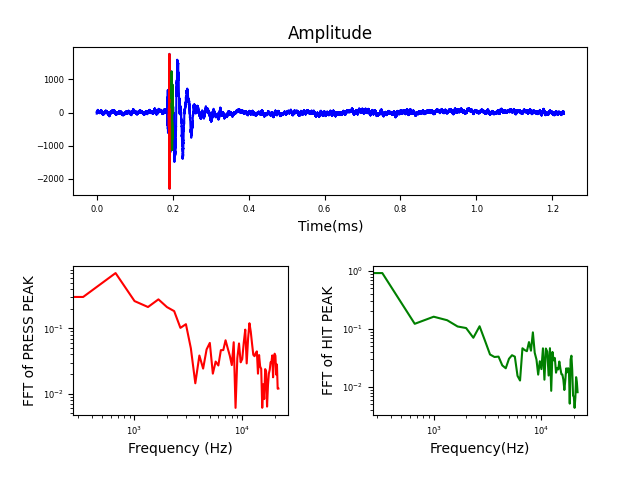 Amplitude
1000
0
−1000
−2000
0.0 0.2 0.4 0.6 0.8 1.0 1.2
Time(ms)
FFT of PRESS PEAK
10⁻¹
10⁻²
10³ 10⁴
Frequency (Hz)
FFT of HIT PEAK
10⁰
10⁻¹
10⁻²
10³ 10⁴
Frequency(Hz)